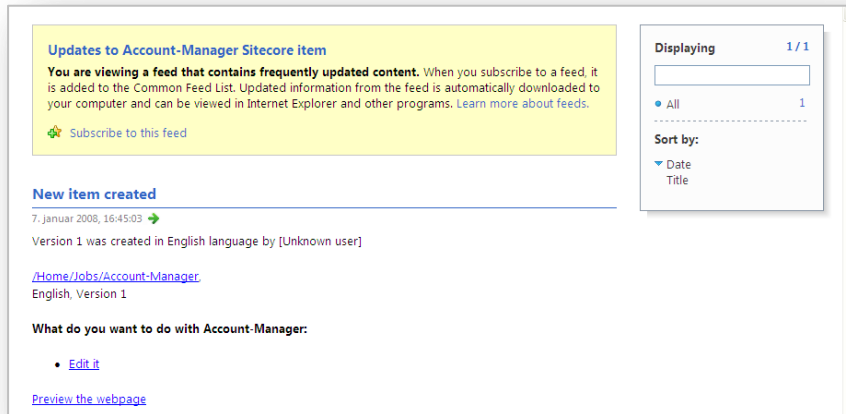 Updates to Account-Manager Sitecore item
You are viewing a feed that contains frequently updated content. When you subscribe to a feed, it
is added to the Common Feed List. Updated information from the feed is automatically downloaded to
your computer and can be viewed in Internet Explorer and other programs. Learn more about feeds.
Subscribe to this feed
New item created
7. januar 2008, 16:45:03
Version 1 was created in English language by [Unknown user]
/Home/Jobs/Account-Manager,
English, Version 1
What do you want to do with Account-Manager:
• Edit it
Preview the webpage
Displaying 1 / 1
All 1
Sort by:
Date
Title